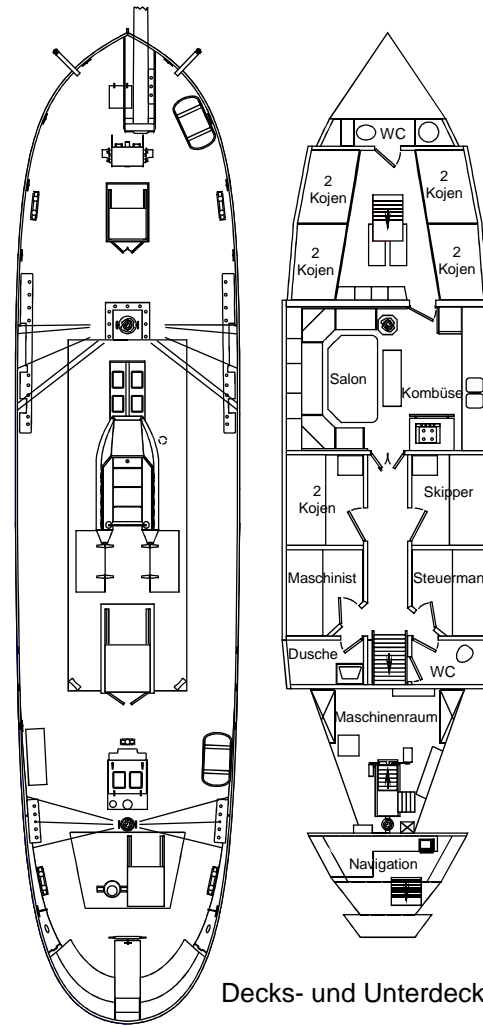 WC
2
Kojen
2
Kojen
2
Kojen
2
Kojen
Salon
Kombüse
2
Kojen
Skipper
Maschinist
Steuerman
Dusche
WC
Maschinenraum
Navigation
Decks- und Unterdeck